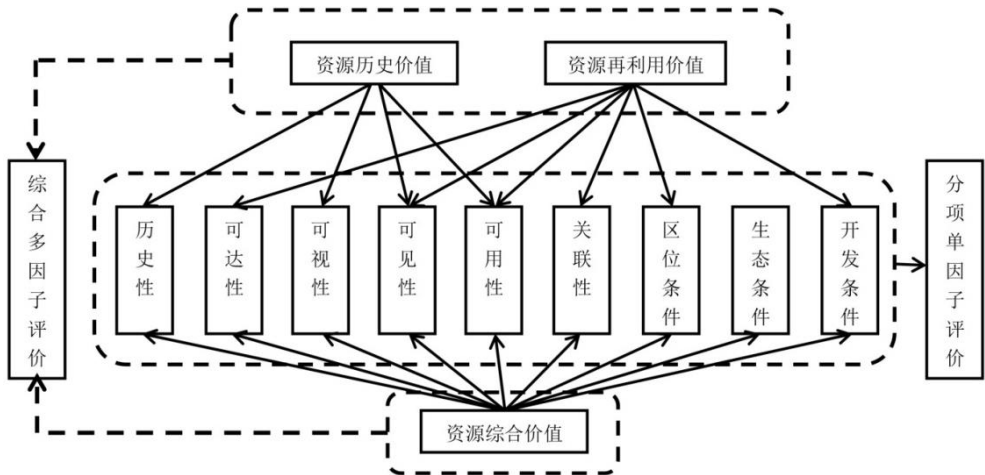 资源历史价值
资源再利用价值
综合多因子评价
历史性
可达性
可视性
可见性
可用性
关联性
区位条件
生态条件
开发条件
分项单因子评价
资源综合价值